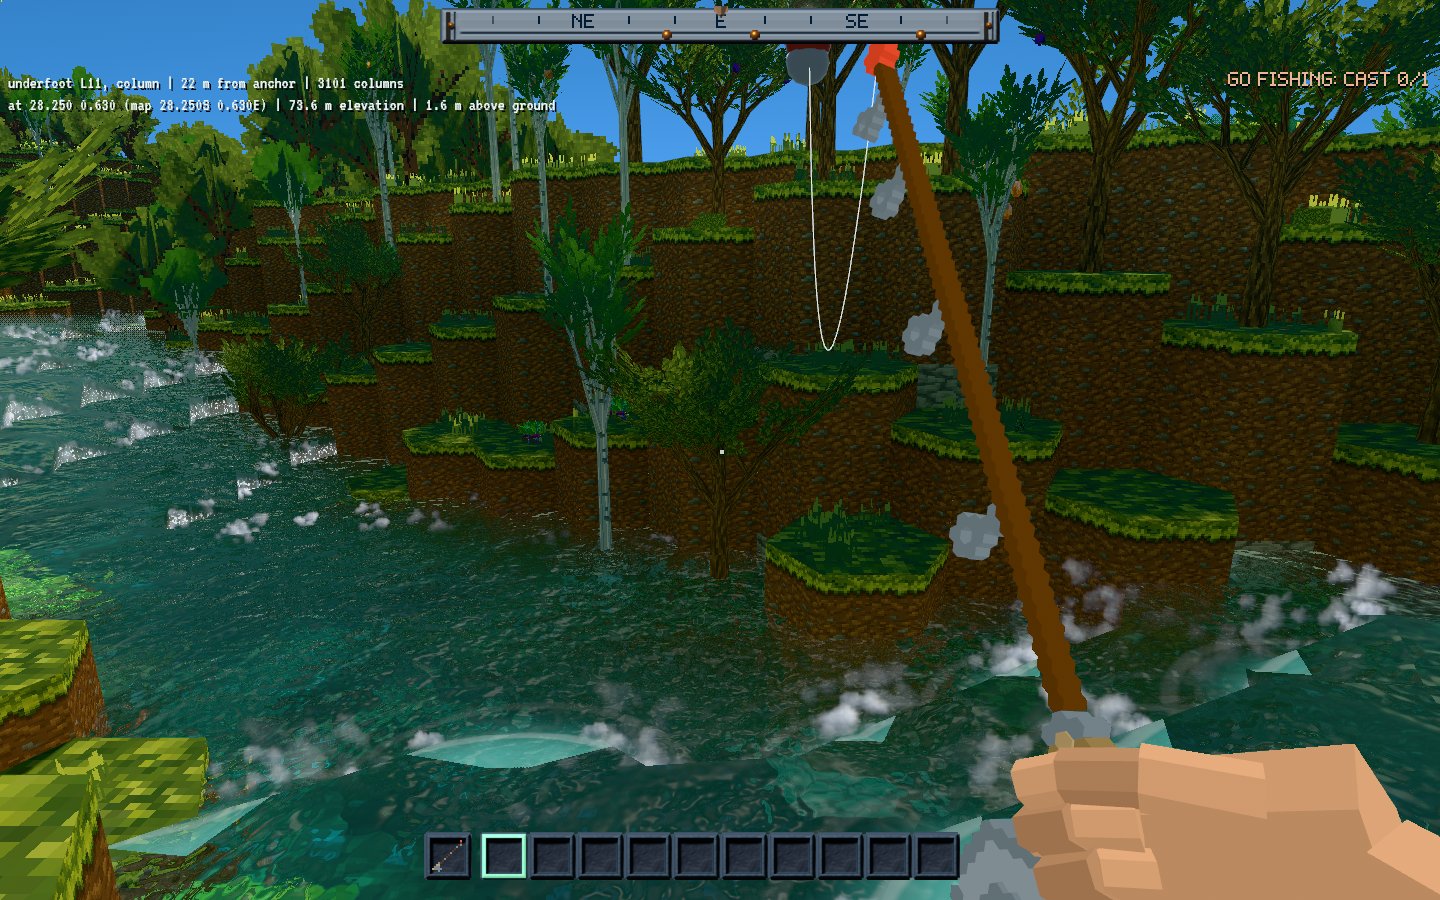 NE E SE
underfoot L11, column | 22 m from anchor | 3101 columns
at 28.250 0.630 (map 28.250S 0.630E) | 73.6 m elevation | 1.6 m above ground
GO FISHING: CAST 0/1